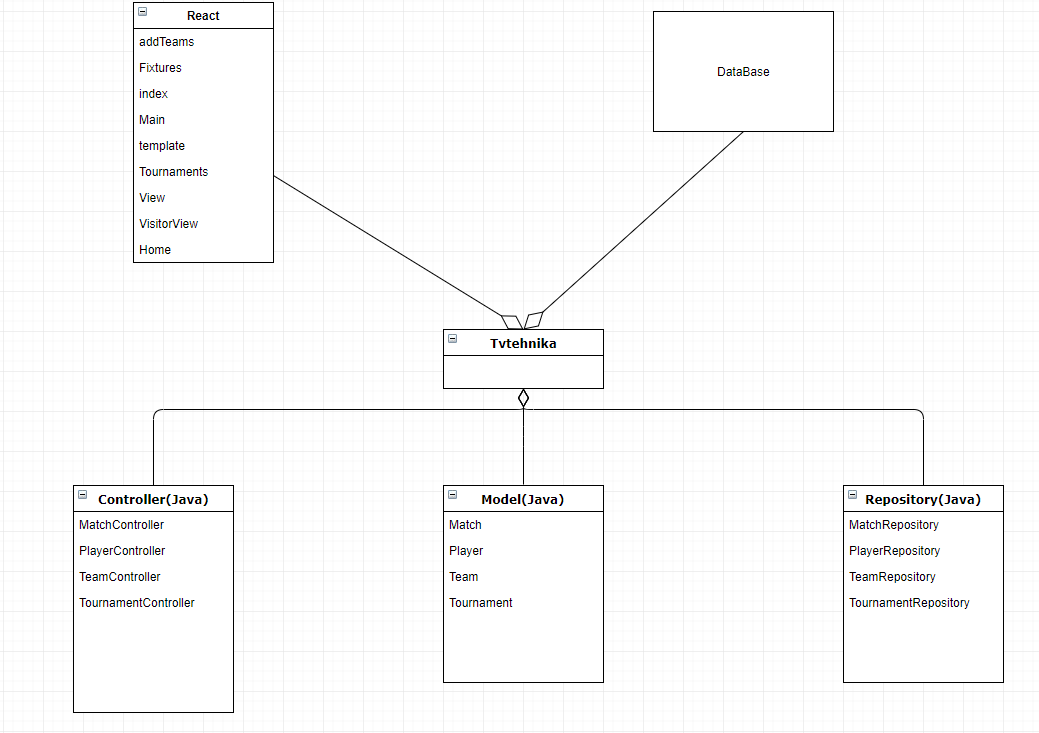 React
addTeams
Fixtures
index
Main
template
Tournaments
View
VisitorView
Home
DataBase
Tvtehnika
Controller(Java)
MatchController
PlayerController
TeamController
TournamentController
Model(Java)
Match
Player
Team
Tournament
Repository(Java)
MatchRepository
PlayerRepository
TeamRepository
TournamentRepository